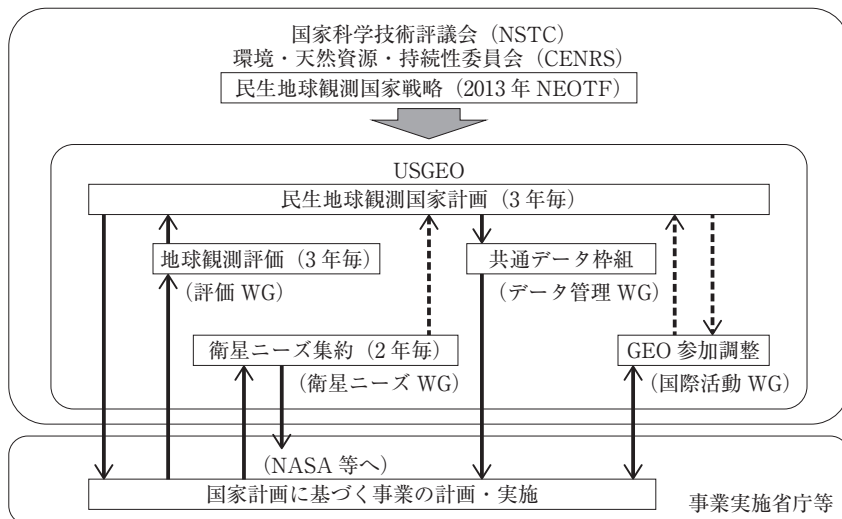 国家科学技術評議会（NSTC）
環境・天然資源・持続性委員会（CENRS）
民生地球観測国家戦略（2013年 NEOTF）
USGEO
民生地球観測国家計画（3年毎）
地球観測評価（3年毎）
共通データ枠組
（評価 WG）
（データ管理 WG）
衛星ニーズ集約（2年毎）
GEO 参加調整
（衛星ニーズ WG）
（国際活動 WG）
（NASA 等へ）
国家計画に基づく事業の計画・実施
事業実施省庁等